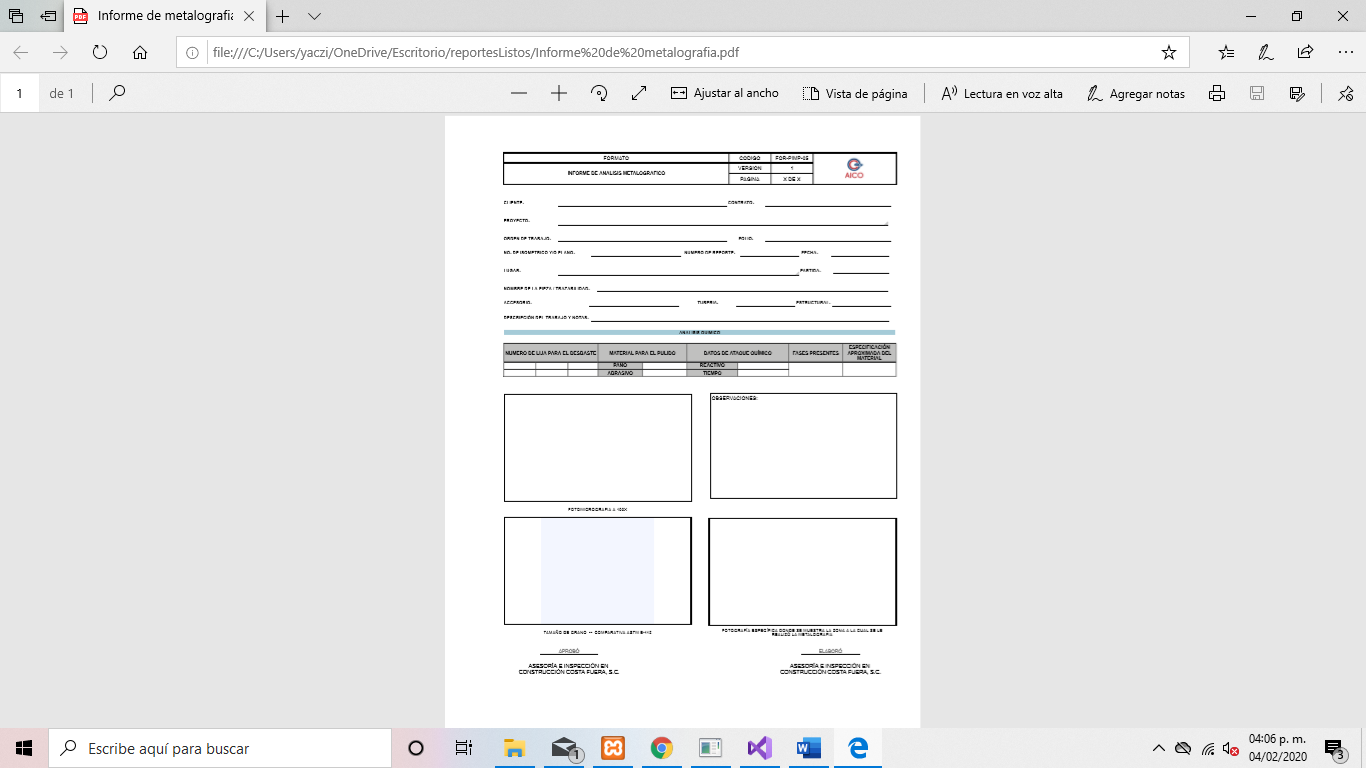 Informe de metalografía
file:///C:/Users/yaczi/OneDrive/Escritorio/reportesListos/Informe%20de%20metalografia.pdf
1 de 1 Ajustar al ancho Vista de página Lectura en voz alta Agregar notas
FORMATO CODIGO FOR-PIMP-05
INFORME DE ANALISIS METALOGRAFICO VERSION 1
PAGINA X DE X
AICO
CLIENTE: CONTRATO:
PROYECTO:
ORDEN DE TRABAJO: FOLIO:
NO. DE ISOMETRICO Y/O PLANO: NUMERO DE REPORTE: FECHA:
LUGAR: PARTIDA:
NOMBRE DE LA PIEZA / TRAZABILIDAD:
ACCESORIO: TUBERIA: ESTRUCTURAL:
DESCRIPCIÓN DEL TRABAJO Y NOTAS:
ANALISIS QUIMICO
NUMERO DE LIJA PARA EL DESBASTE MATERIAL PARA EL PULIDO DATOS DE ATAQUE QUÍMICO FASES PRESENTES ESPECIFICACIÓN APROXIMADA DEL MATERIAL
PAÑO REACTIVO
ABRASIVO TIEMPO
OBSERVACIONES:
FOTOMICROGRAFIA A 100X
TAMAÑO DE GRANO -- COMPARATIVA ASTM E-112
FOTOGRAFÍA ESPECÍFICA DONDE SE MUESTRA LA ZONA A LA CUAL SE LE
REALIZÓ LA METALOGRAFIA
APROBÓ ELABORÓ
ASESORÍA E INSPECCIÓN EN ASESORÍA E INSPECCIÓN EN
CONSTRUCCIÓN COSTA FUERA, S.C. CONSTRUCCIÓN COSTA FUERA, S.C.
Escribe aquí para buscar
1
04:06 p. m.
04/02/2020
3